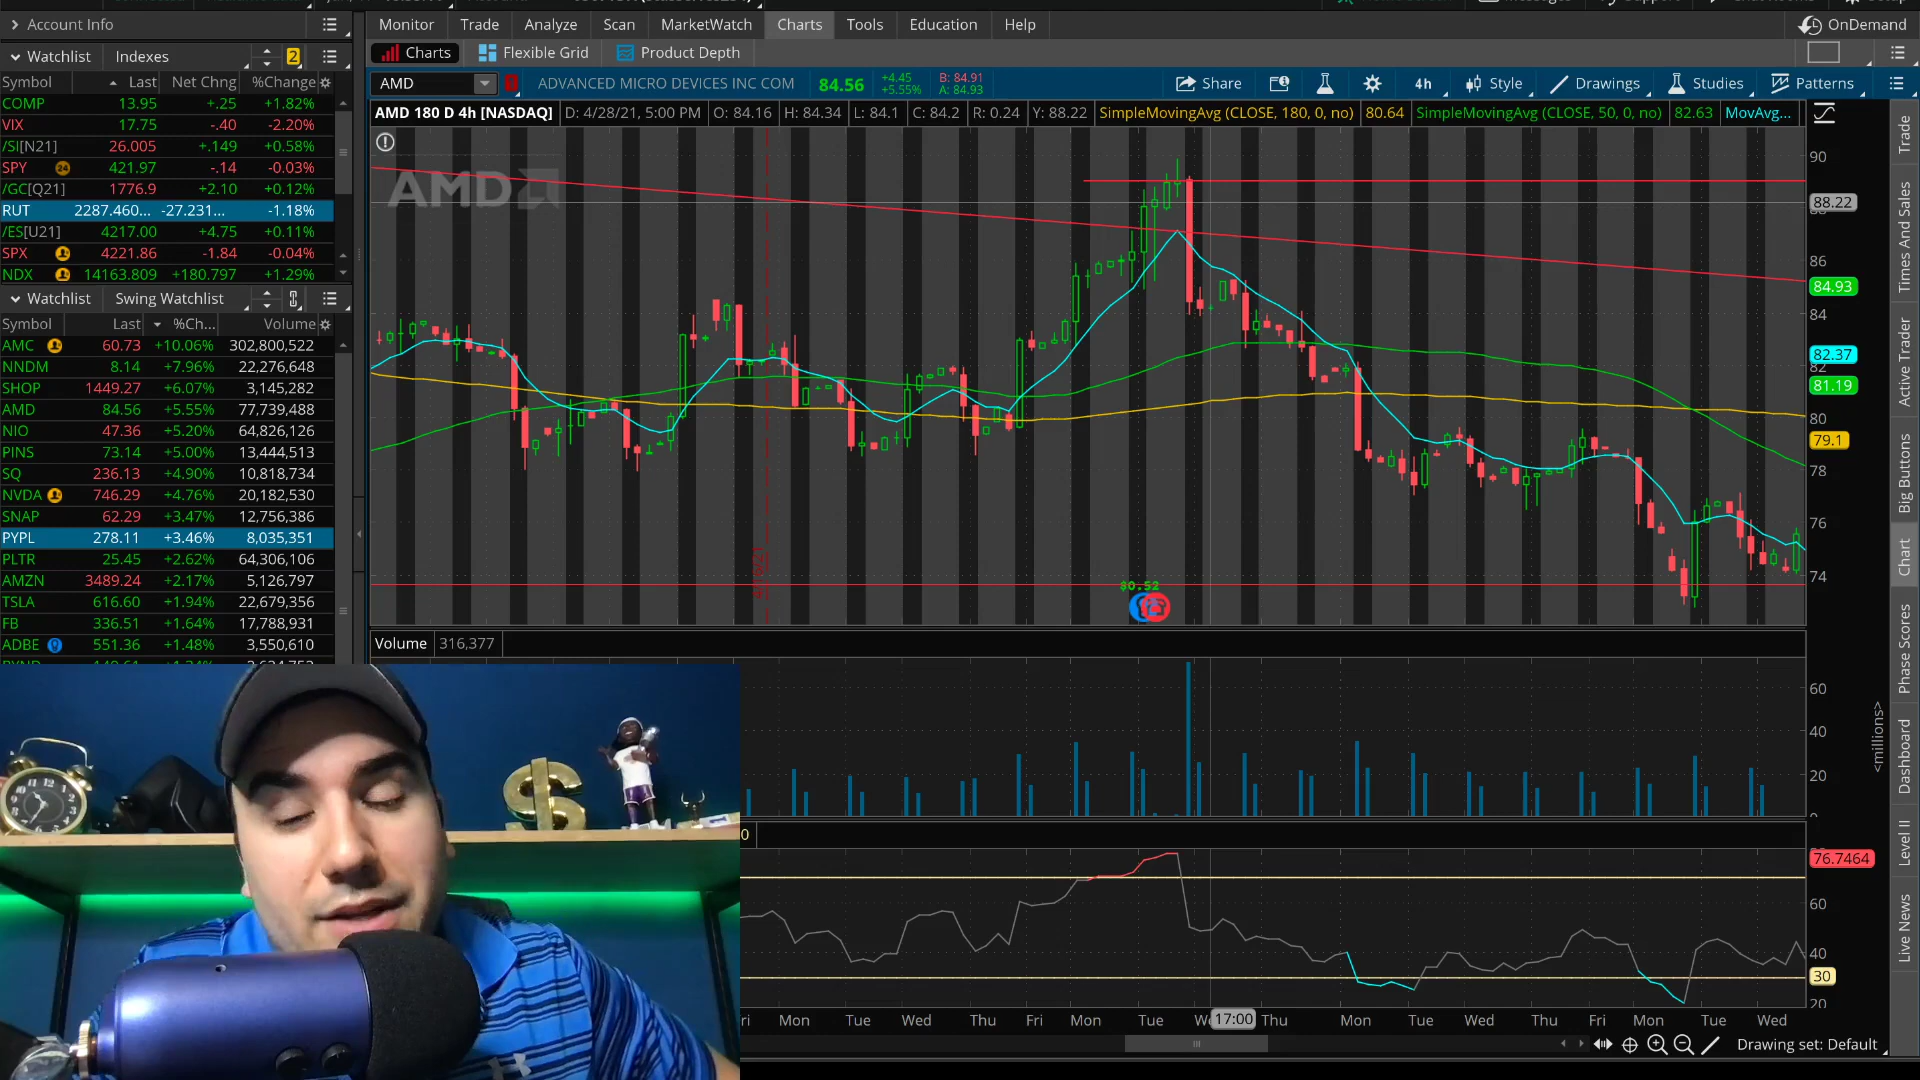 Account Info
Monitor Trade Analyze Scan MarketWatch Charts Tools Education Help OnDemand
Watchlist Indexes 2
Charts Flexible Grid Product Depth
Symbol Last Net Chng %Change
AMD ADVANCED MICRO DEVICES INC COM 84.56 +4.45 +5.55% B: 84.91 A: 84.93 Share 4h Style Drawings Studies Patterns
AMD 180 D 4h [NASDAQ] D: 4/28/21, 5:00 PM O: 84.16 H: 84.34 L: 84.1 C: 84.2 R: 0.24 Y: 88.22 SimpleMovingAvg (CLOSE, 180, 0, no) 80.64 SimpleMovingAvg (CLOSE, 50, 0, no) 82.63 MovAvg...
COMP 13.95 +.25 +1.82%
VIX 17.75 -.40 -2.20%
/SI[N21] 26.005 +.149 +0.58%
SPY 24 421.97 -.14 -0.03%
/GC[Q21] 1776.9 +2.10 +0.12%
RUT 2287.460... -27.231... -1.18%
/ES[U21] 4217.00 +4.75 +0.11%
SPX 4221.86 -1.84 -0.04%
NDX 14163.809 +180.797 +1.29%
Watchlist Swing Watchlist
Symbol Last %Ch... Volume
AMC 60.73 +10.06% 302,800,522
NNDM 8.14 +7.96% 22,276,648
SHOP 1449.27 +6.07% 3,145,282
AMD 84.56 +5.55% 77,739,488
NIO 47.36 +5.20% 64,826,126
PINS 73.14 +5.00% 13,444,513
SQ 236.13 +4.90% 10,818,734
NVDA 746.29 +4.76% 20,182,530
SNAP 62.29 +3.47% 12,756,386
PYPL 278.11 +3.46% 8,035,351
PLTR 25.45 +2.62% 64,306,106
AMZN 3489.24 +2.17% 5,126,797
TSLA 616.60 +1.94% 22,679,356
FB 336.51 +1.64% 17,788,931
ADBE 551.36 +1.48% 3,550,610
AMD
90
88.22
86
84.93
84
82.37
82
81.19
80
79.1
78
76
74
$0.52
Volume 316,377
60
40
20
<millions>
0
76.7464
60
40
30
20
Mon Tue Wed Thu Fri Mon Tue 17:00 Thu Mon Tue Wed Thu Fri Mon Tue Wed
Drawing set: Default
Trade
Times And Sales
Active Trader
Big Buttons
Chart
Phase Scores
Dashboard
Level II
Live News